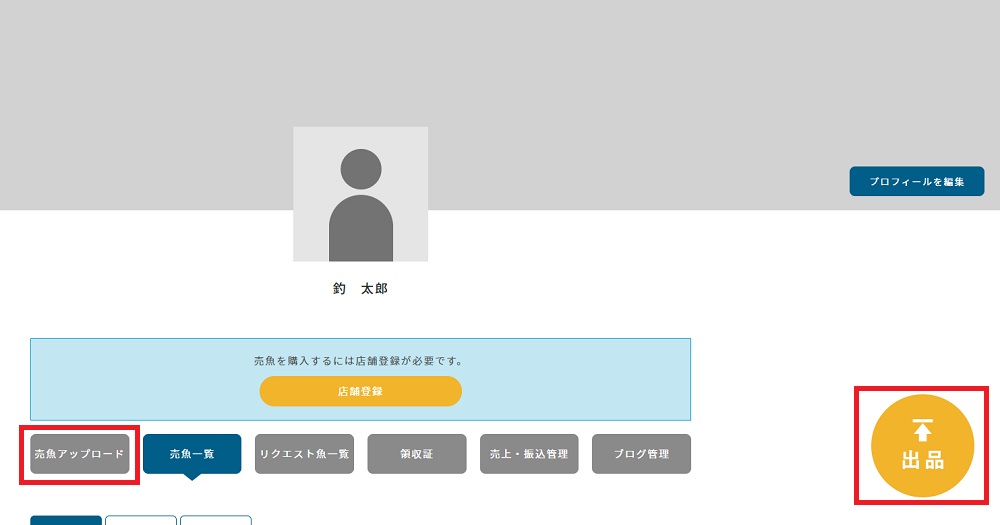 プロフィールを編集
釣　太郎
売魚を購入するには店舗登録が必要です。
店舗登録
売魚アップロード
売魚一覧
リクエスト魚一覧
領収証
売上・振込管理
ブログ管理
出品